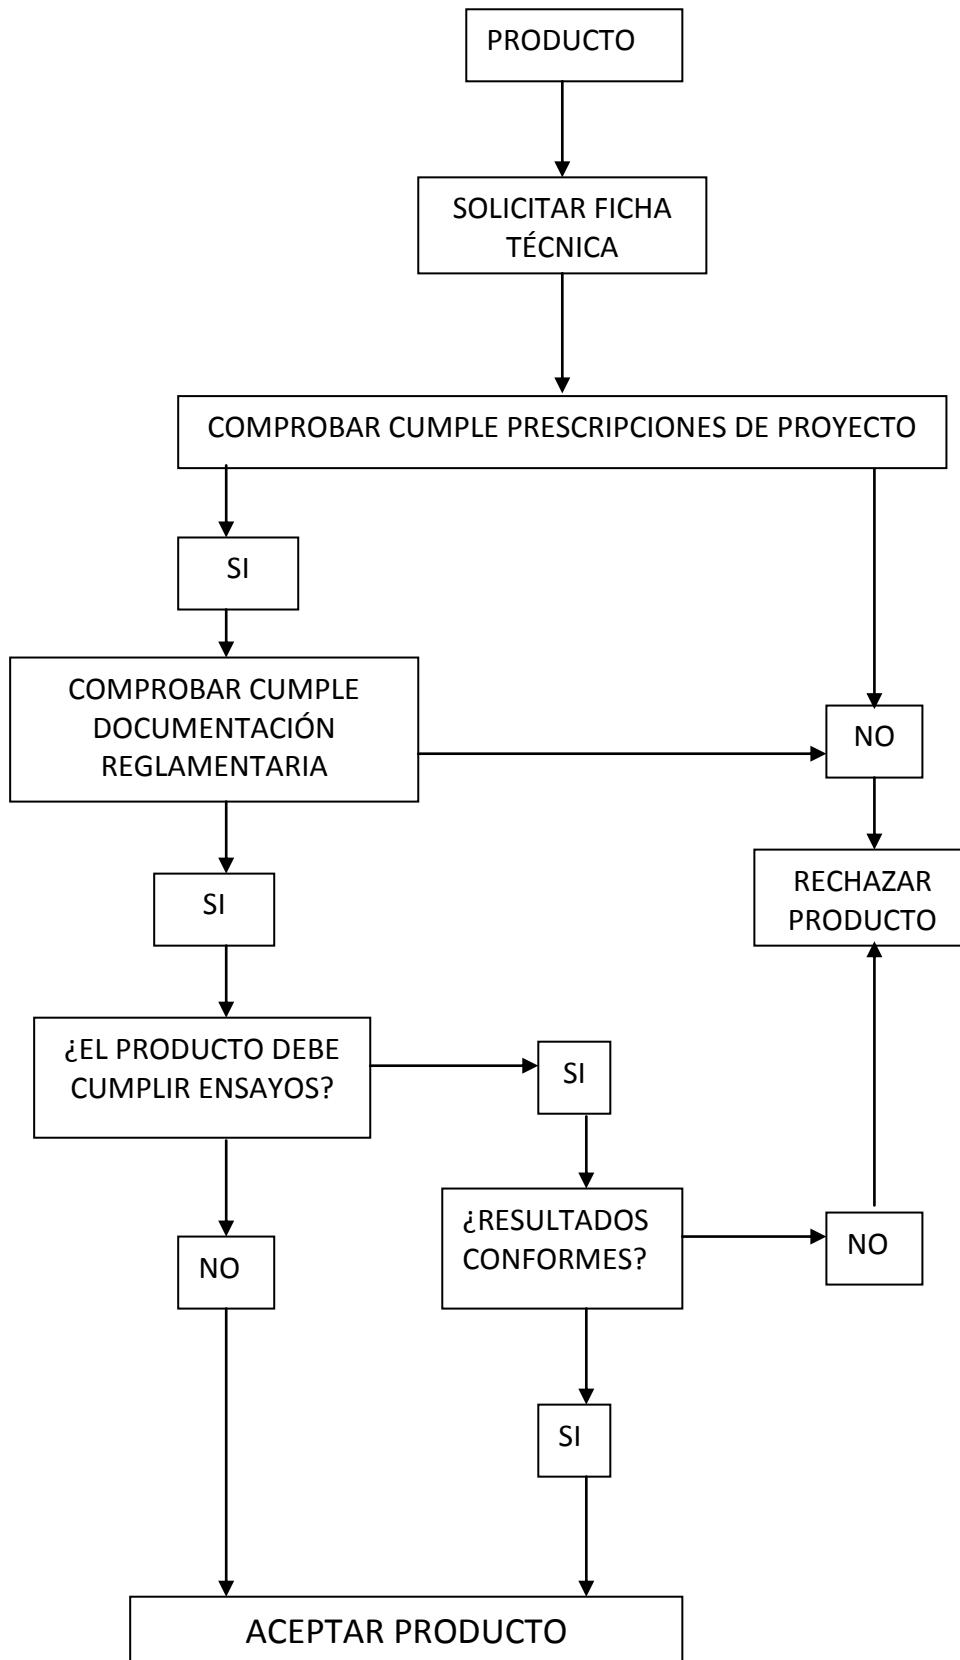 PRODUCTO
SOLICITAR FICHA
TÉCNICA
COMPROBAR CUMPLE PRESCRIPCIONES DE PROYECTO
SI
COMPROBAR CUMPLE
DOCUMENTACIÓN
REGLAMENTARIA
NO
RECHAZAR
PRODUCTO
SI
¿EL PRODUCTO DEBE
CUMPLIR ENSAYOS?
SI
¿RESULTADOS
CONFORMES?
NO
NO
SI
ACEPTAR PRODUCTO